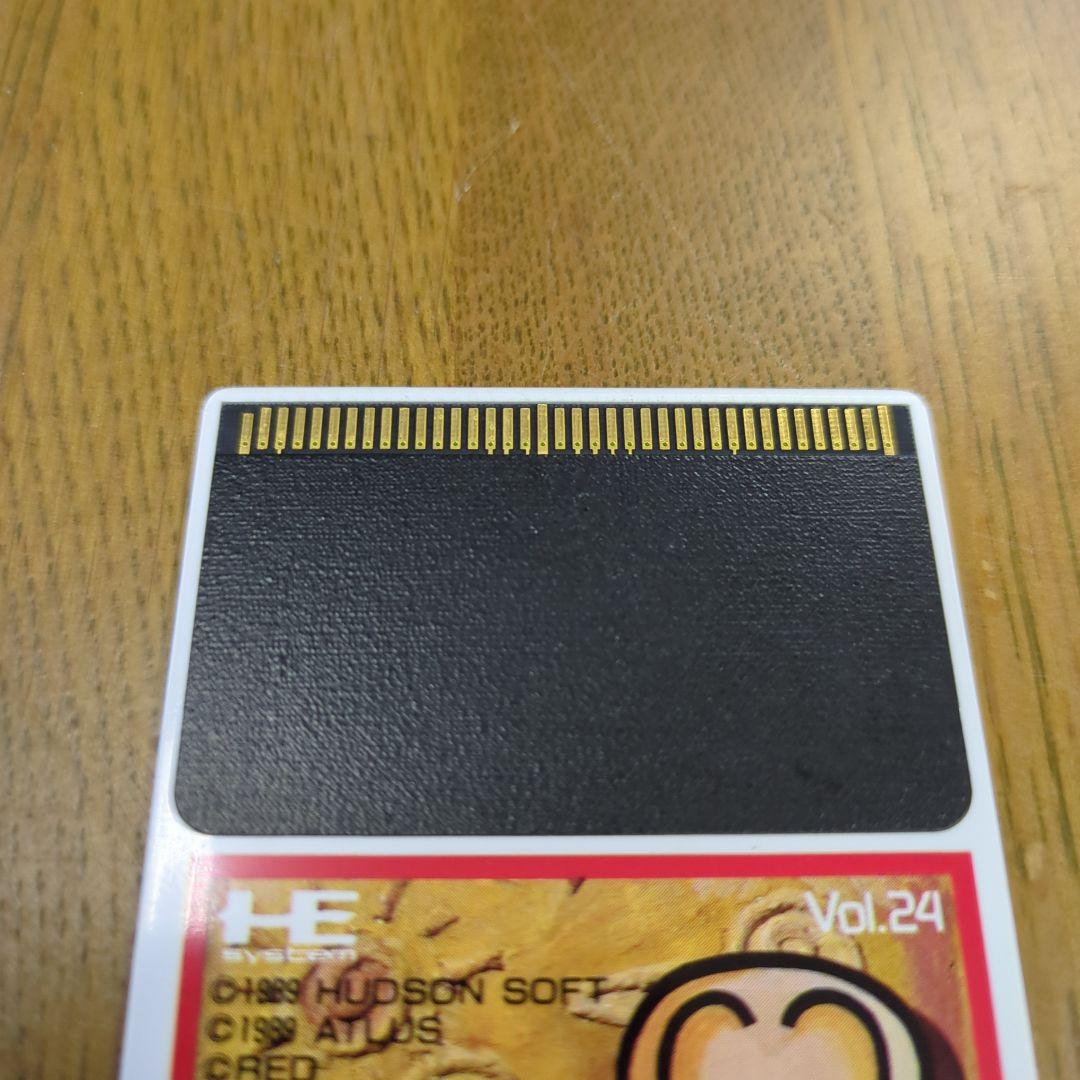 HE
system
Vol.24
©1989 HUDSON SOFT
©1989 ATLUS
©RED